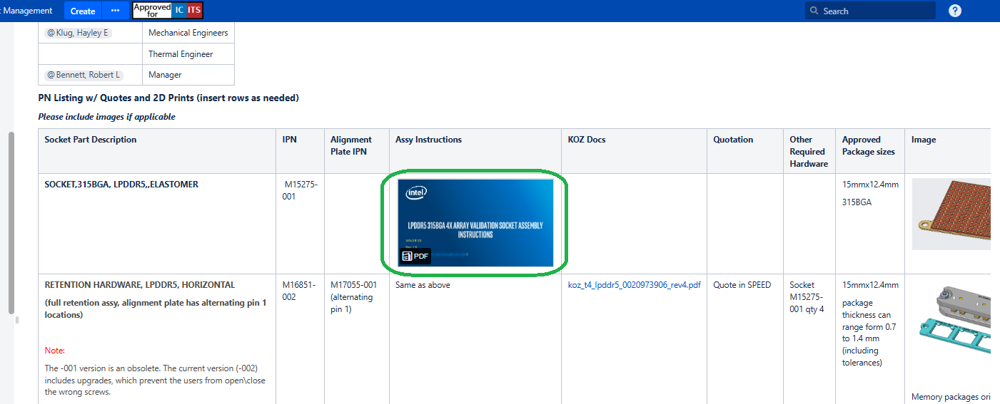 t Management
Create
•••
Approved
for
IC
ITS
Search
?
@Klug, Hayley E
Mechanical Engineers
Thermal Engineer
@Bennett, Robert L
Manager
PN Listing w/ Quotes and 2D Prints (insert rows as needed)
Please include images if applicable
Socket Part Description
IPN
Alignment
Plate IPN
Assy Instructions
KOZ Docs
Quotation
Other
Required
Hardware
Approved
Package sizes
Image
SOCKET,315BGA, LPDDR5,,ELASTOMER
M15275-
001
intel
LPDDR5 315BGA 4X ARRAY VALIDATION SOCKET ASSEMBLY
INSTRUCTIONS
PDF
15mmx12.4mm
315BGA
RETENTION HARDWARE, LPDDR5, HORIZONTAL
(full retention assy, alignment plate has alternating pin 1
locations)
Note:
The -001 version is an obsolete. The current version (-002)
includes upgrades, which prevent the users from open\close
the wrong screws.
M16851-
002
M17055-001
(alternating
pin 1)
Same as above
koz_t4_lpddr5_0020973906_rev4.pdf
Quote in SPEED
Socket
M15275-
001 qty 4
15mmx12.4mm
package
thickness can
range form 0.7
to 1.4 mm
(including
tolerances)
Memory packages ori